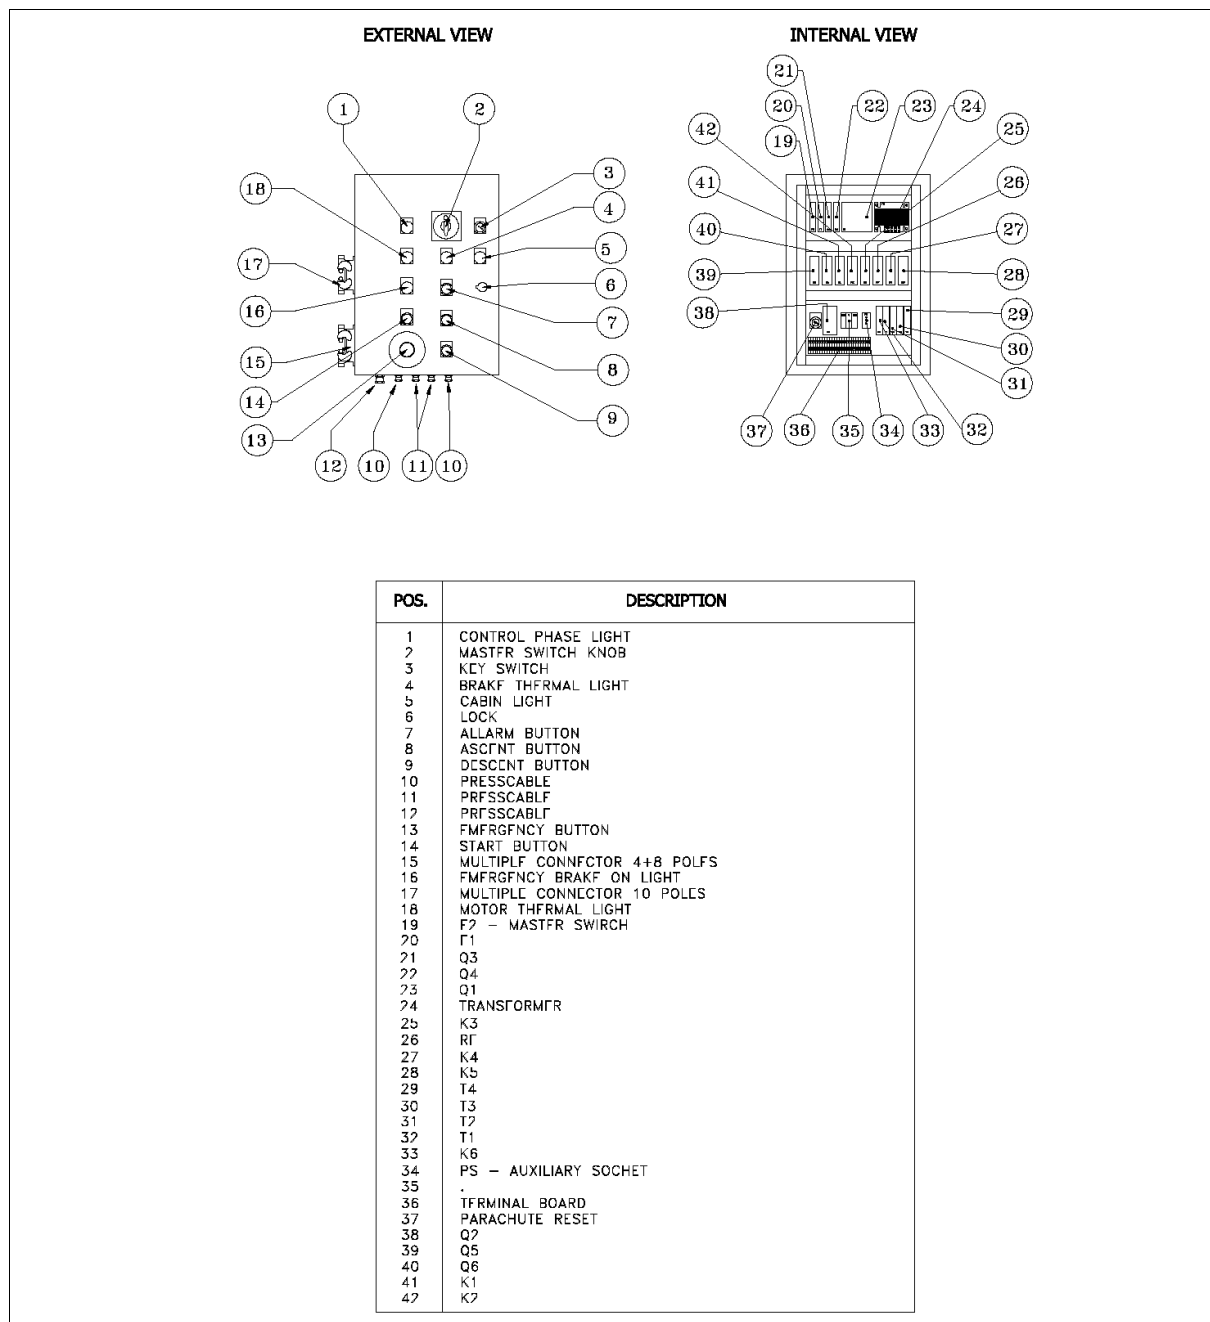 EXTERNAL VIEW
INTERNAL VIEW
1
2
3
4
5
6
7
8
9
10
11
10
12
13
14
15
16
17
18
21
20
19
22
23
24
25
26
27
28
29
30
31
32
33
34
35
36
37
38
39
40
41
42
POS. DESCRIPTION
1 CONTROL PHASE LIGHT
2 MASTER SWITCH KNOB
3 KEY SWITCH
4 BRAKE THERMAL LIGHT
5 CABIN LIGHT
6 LOCK
7 ALLARM BUTTON
8 ASCENT BUTTON
9 DESCENT BUTTON
10 PRESSCABLE
11 PRESSCABLE
12 PRESSCABLE
13 EMERGENCY BUTTON
14 START BUTTON
15 MULTIPLE CONNECTOR 4+8 POLES
16 EMERGENCY BRAKE ON LIGHT
17 MULTIPLE CONNECTOR 10 POLES
18 MOTOR THERMAL LIGHT
19 F2 - MASTER SWIRCH
20 F1
21 Q3
22 Q4
23 Q1
24 TRANSFORMER
25 K3
26 RF
27 K4
28 K5
29 T4
30 T3
31 T2
32 T1
33 K6
34 PS - AUXILIARY SOCHET
35 .
36 TERMINAL BOARD
37 PARACHUTE RESET
38 Q2
39 Q5
40 Q6
41 K1
42 K2